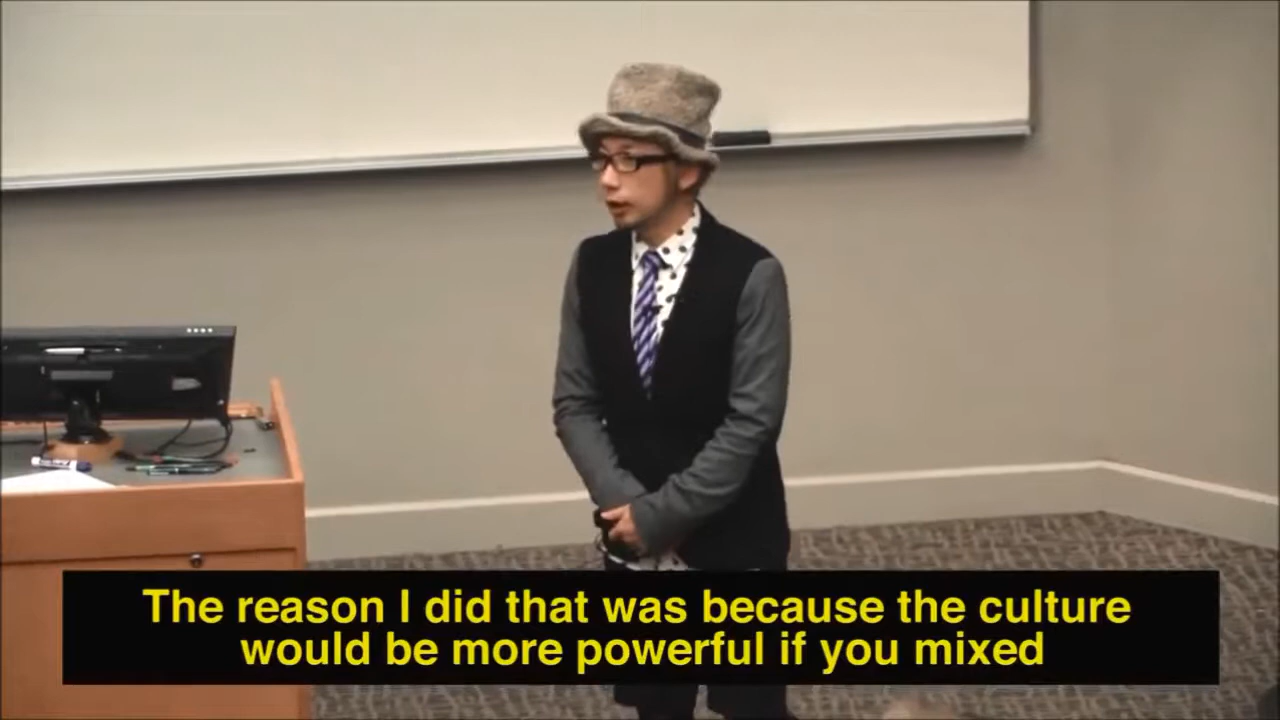 The reason I did that was because the culture
would be more powerful if you mixed